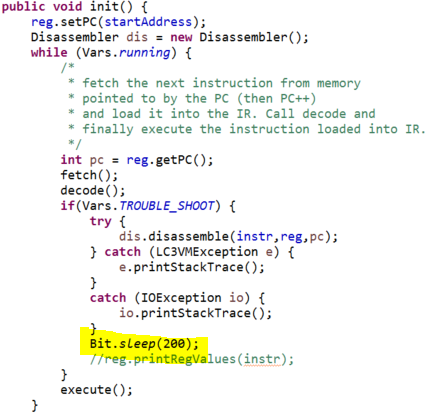 public void init() {
    reg.setPC(startAddress);
    Disassembler dis = new Disassembler();
    while (Vars.running) {
        /*
         * fetch the next instruction from memory
         * pointed to by the PC (then PC++)
         * and load it into the IR. Call decode and
         * finally execute the instruction loaded into IR.
         */
        int pc = reg.getPC();
        fetch();
        decode();
        if(Vars.TROUBLE_SHOOT) {
            try {
                dis.disassemble(instr,reg,pc);
            } catch (LC3VMException e) {
                e.printStackTrace();
            }
            catch (IOException io) {
                io.printStackTrace();
            }
            Bit.sleep(200);
            //reg.printRegValues(instr);
        }
        execute();
    }